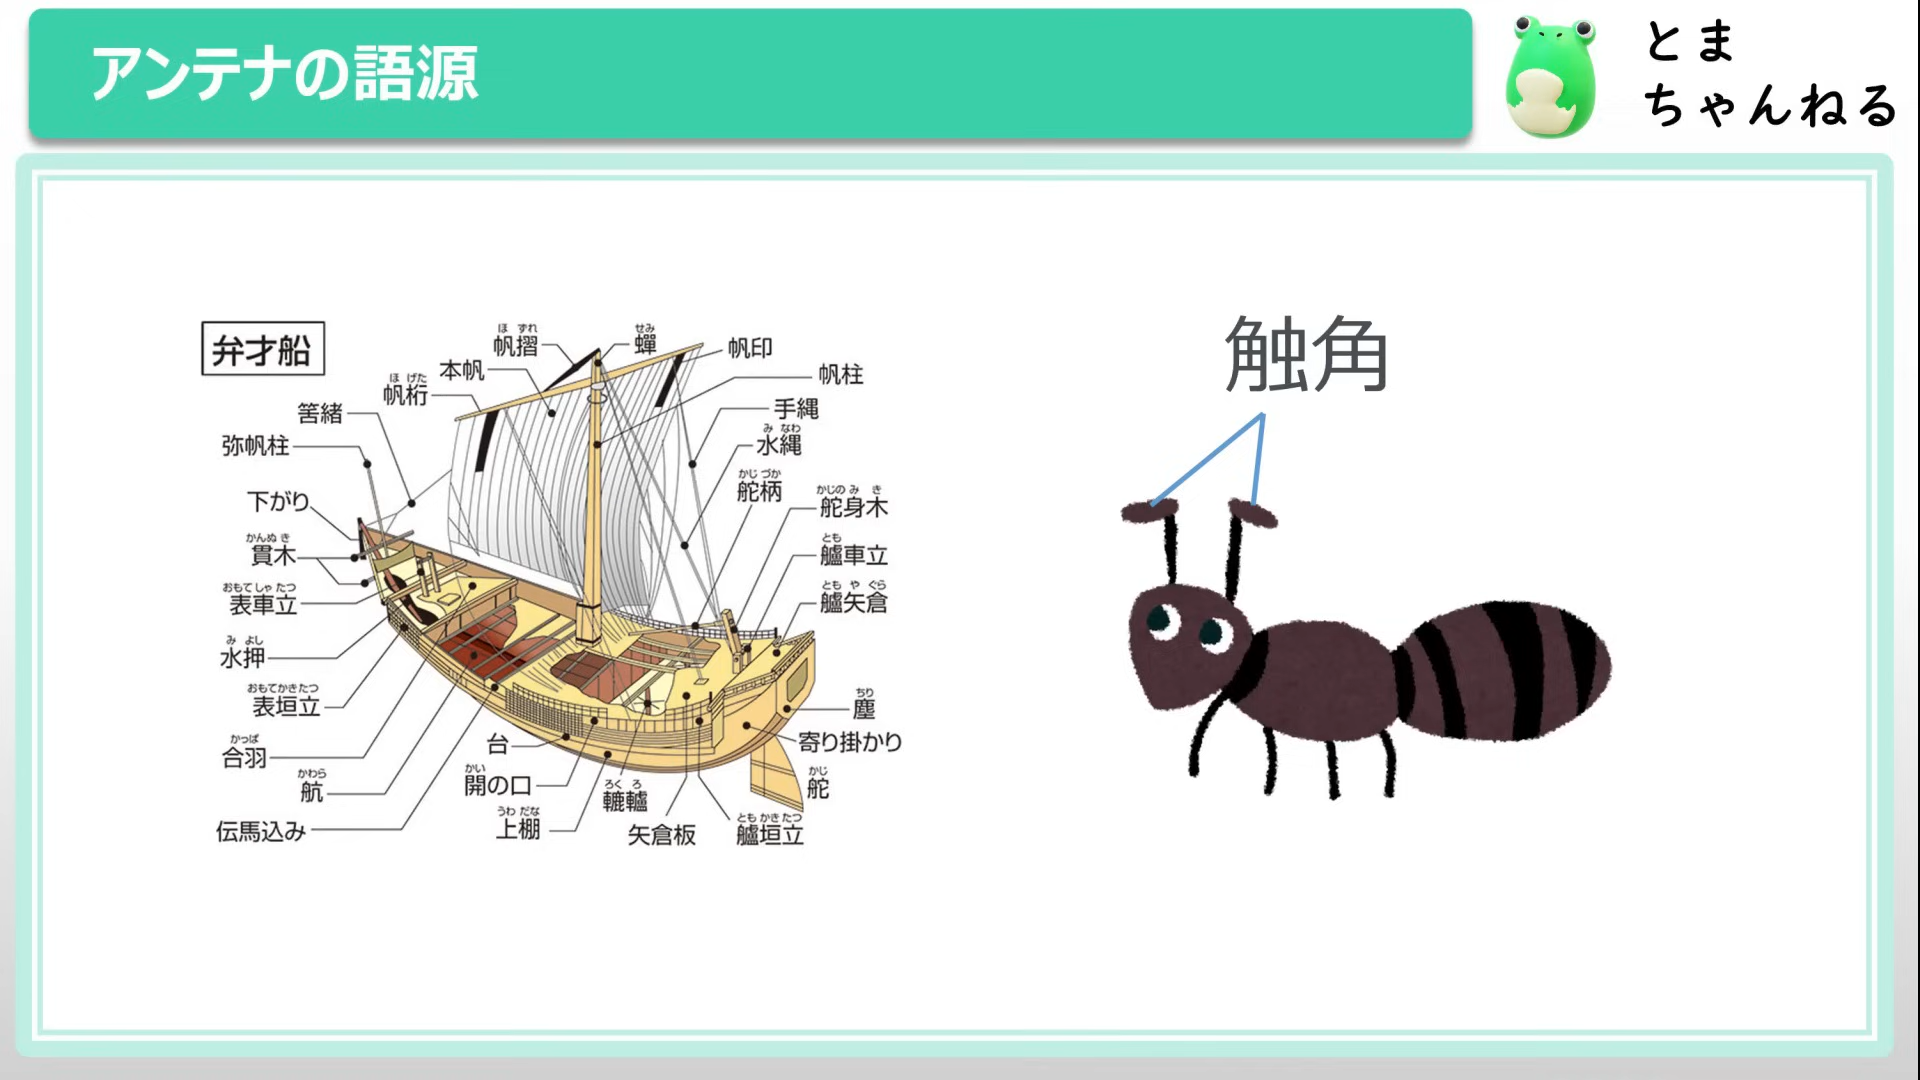 アンテナの語源
とま
ちゃんねる
弁才船
ほ ずれ
帆摺
せみ
蟬
帆印
本帆
帆柱
ほ げた
帆桁
筈緒
手縄
み なわ
水縄
弥帆柱
かじ づか
舵柄
かじの み き
舵身木
下がり
かんぬ き
貫木
とも
艫車立
おもてしゃ たつ
表車立
とも や ぐら
艫矢倉
み よし
水押
おもてかきたつ
表垣立
ちり
塵
かっぱ
合羽
台
寄り掛かり
かわら
航
かい
開の口
ろく ろ
轆轤
かじ
舵
伝馬込み
うわ だな
上棚
矢倉板
とも かき たつ
艫垣立
触角